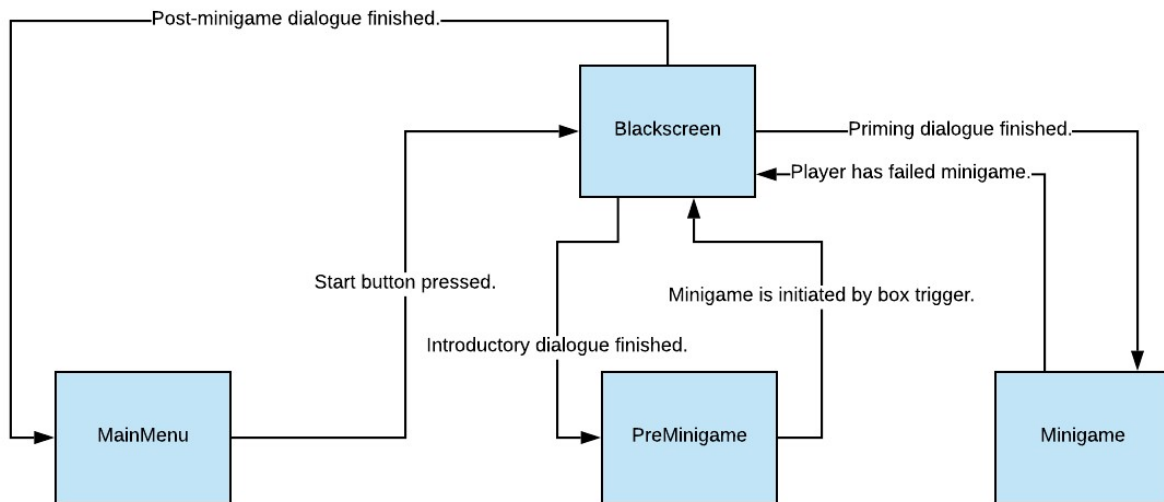 Post-minigame dialogue finished.
Blackscreen
Priming dialogue finished.
Player has failed minigame.
Start button pressed.
Minigame is initiated by box trigger.
Introductory dialogue finished.
MainMenu
PreMinigame
Minigame